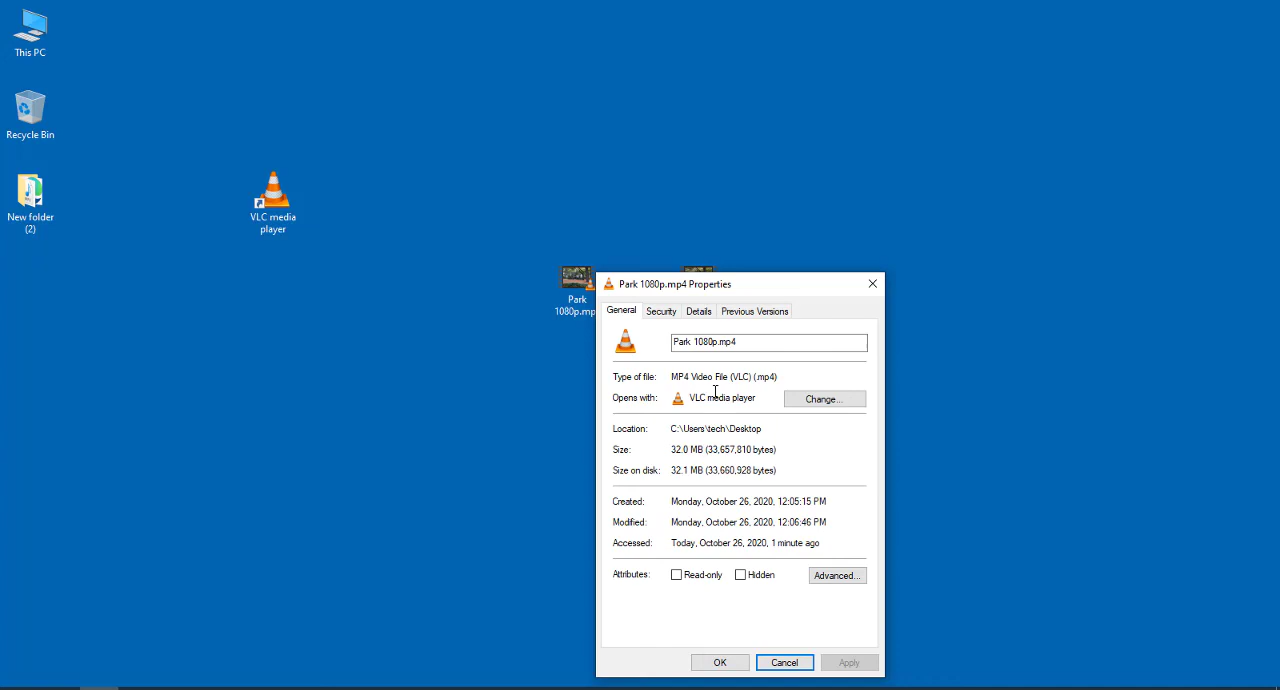 This PC
Recycle Bin
New folder
(2)
VLC media
player
Park
1080p.mp
Park 1080p.mp4 Properties
General Security Details Previous Versions
Park 1080p.mp4
Type of file: MP4 Video File (VLC) (.mp4)
Opens with: VLC media player Change...
Location: C:\Users\tech\Desktop
Size: 32.0 MB (33,657,810 bytes)
Size on disk: 32.1 MB (33,660,928 bytes)
Created: Monday, October 26, 2020, 12:05:15 PM
Modified: Monday, October 26, 2020, 12:06:46 PM
Accessed: Today, October 26, 2020, 1 minute ago
Attributes: Read-only Hidden Advanced...
OK Cancel Apply